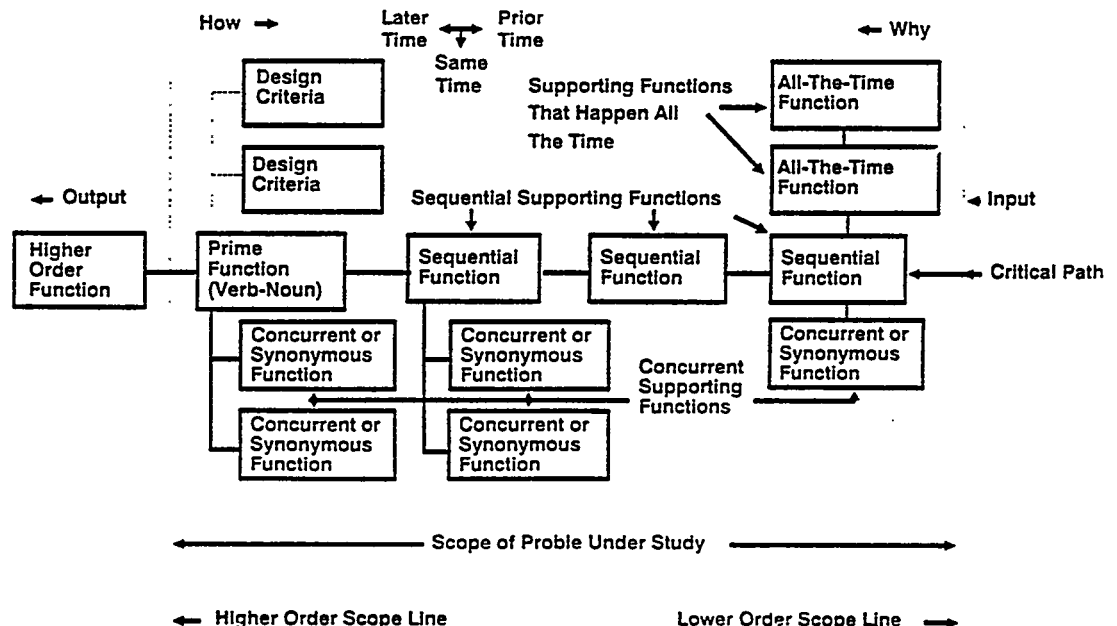 How
Later
Time
Prior
Time
Same
Time
Why
Design
Criteria
Supporting Functions
That Happen All
The Time
All-The-Time
Function
Design
Criteria
All-The-Time
Function
Output
Sequential Supporting Functions
Input
Higher
Order
Function
Prime
Function
(Verb-Noun)
Sequential
Function
Sequential
Function
Sequential
Function
Critical Path
Concurrent or
Synonymous
Function
Concurrent or
Synonymous
Function
Concurrent or
Synonymous
Function
Concurrent
Supporting
Functions
Concurrent or
Synonymous
Function
Concurrent or
Synonymous
Function
Scope of Proble Under Study
Higher Order Scope Line
Lower Order Scope Line